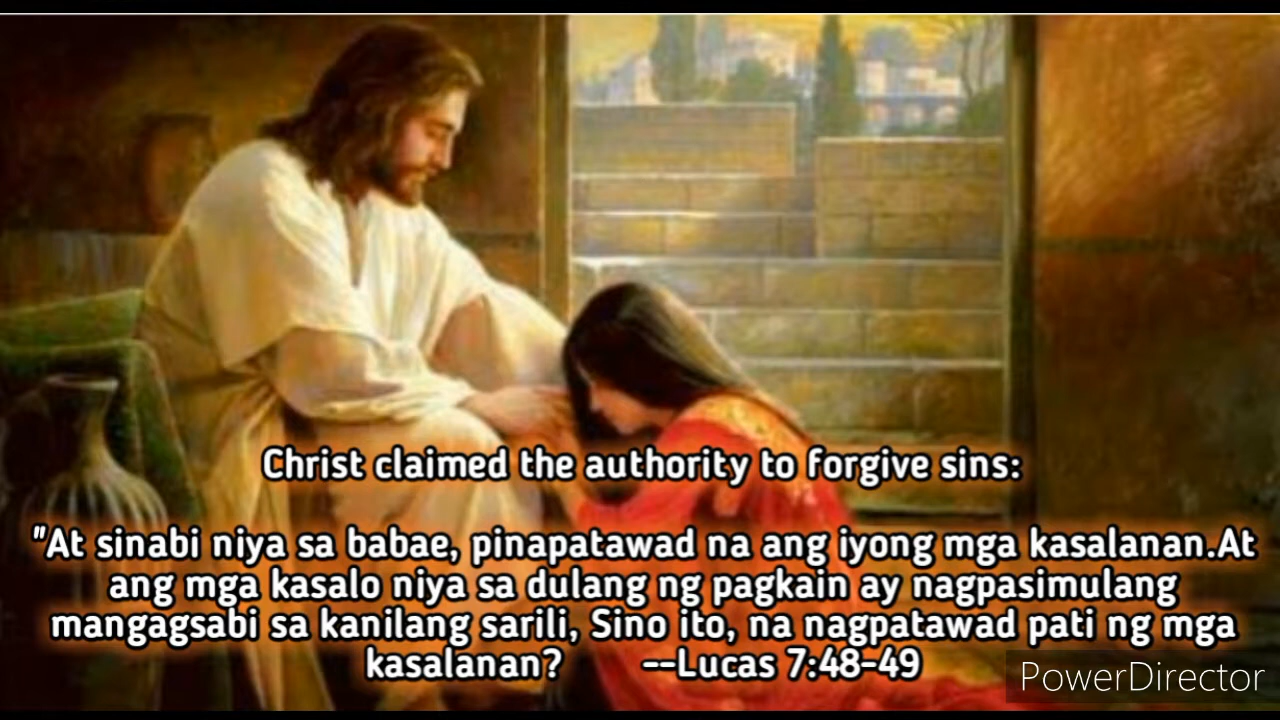 Christ claimed the authority to forgive sins:
"At sinabi niya sa babae, pinapatawad na ang iyong mga kasalanan.At
ang mga kasalo niya sa dulang ng pagkain ay nagpasimulang
mangagsabi sa kanilang sarili, Sino ito, na nagpatawad pati ng mga
kasalanan? --Lucas 7:48-49
PowerDirector